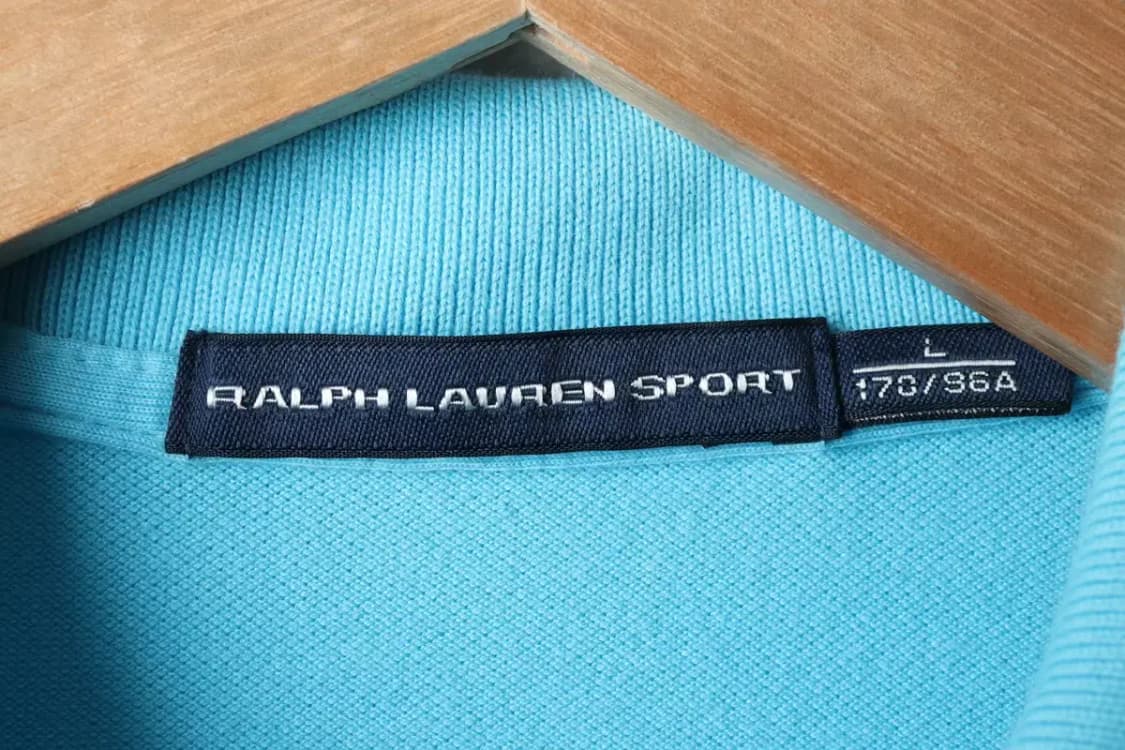 RALPH LAUREN SPORT
L
170/96A